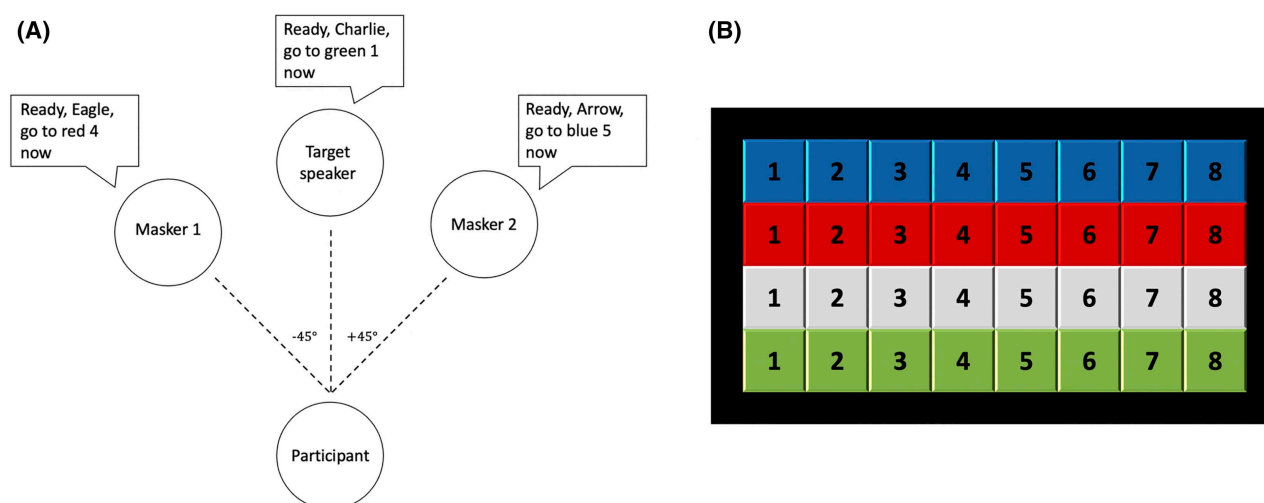 (A)
Ready, Charlie,
go to green 1
now
Ready, Eagle,
go to red 4
now
Ready, Arrow,
go to blue 5
now
Target
speaker
Masker 1
Masker 2
-45°
+45°
Participant
(B)
1 2 3 4 5 6 7 8
1 2 3 4 5 6 7 8
1 2 3 4 5 6 7 8
1 2 3 4 5 6 7 8